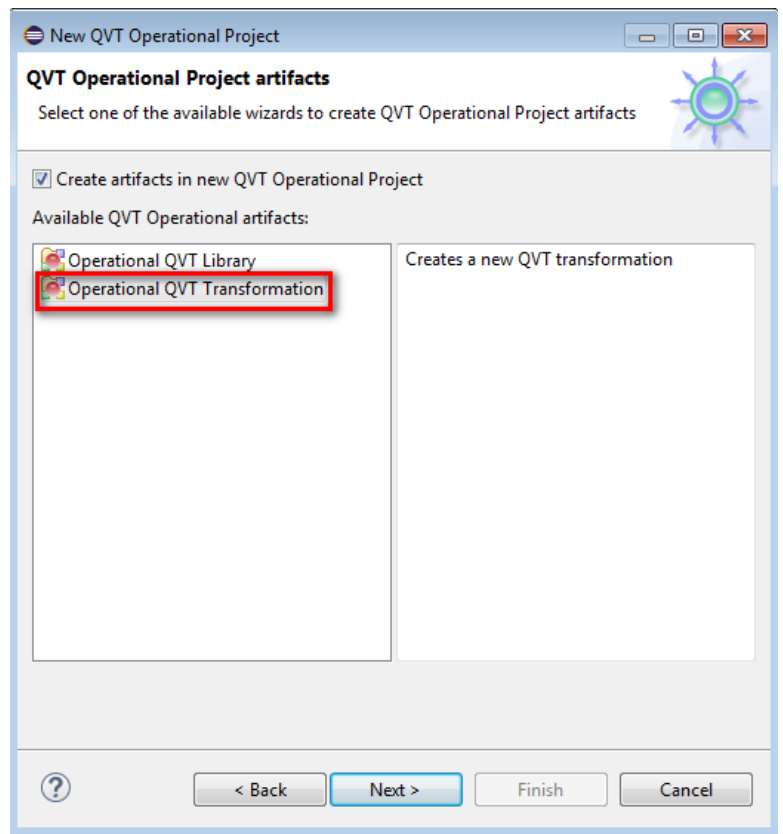 New QVT Operational Project
QVT Operational Project artifacts
Select one of the available wizards to create QVT Operational Project artifacts
Create artifacts in new QVT Operational Project
Available QVT Operational artifacts:
Operational QVT Library
Operational QVT Transformation
Creates a new QVT transformation
?
< Back
Next >
Finish
Cancel